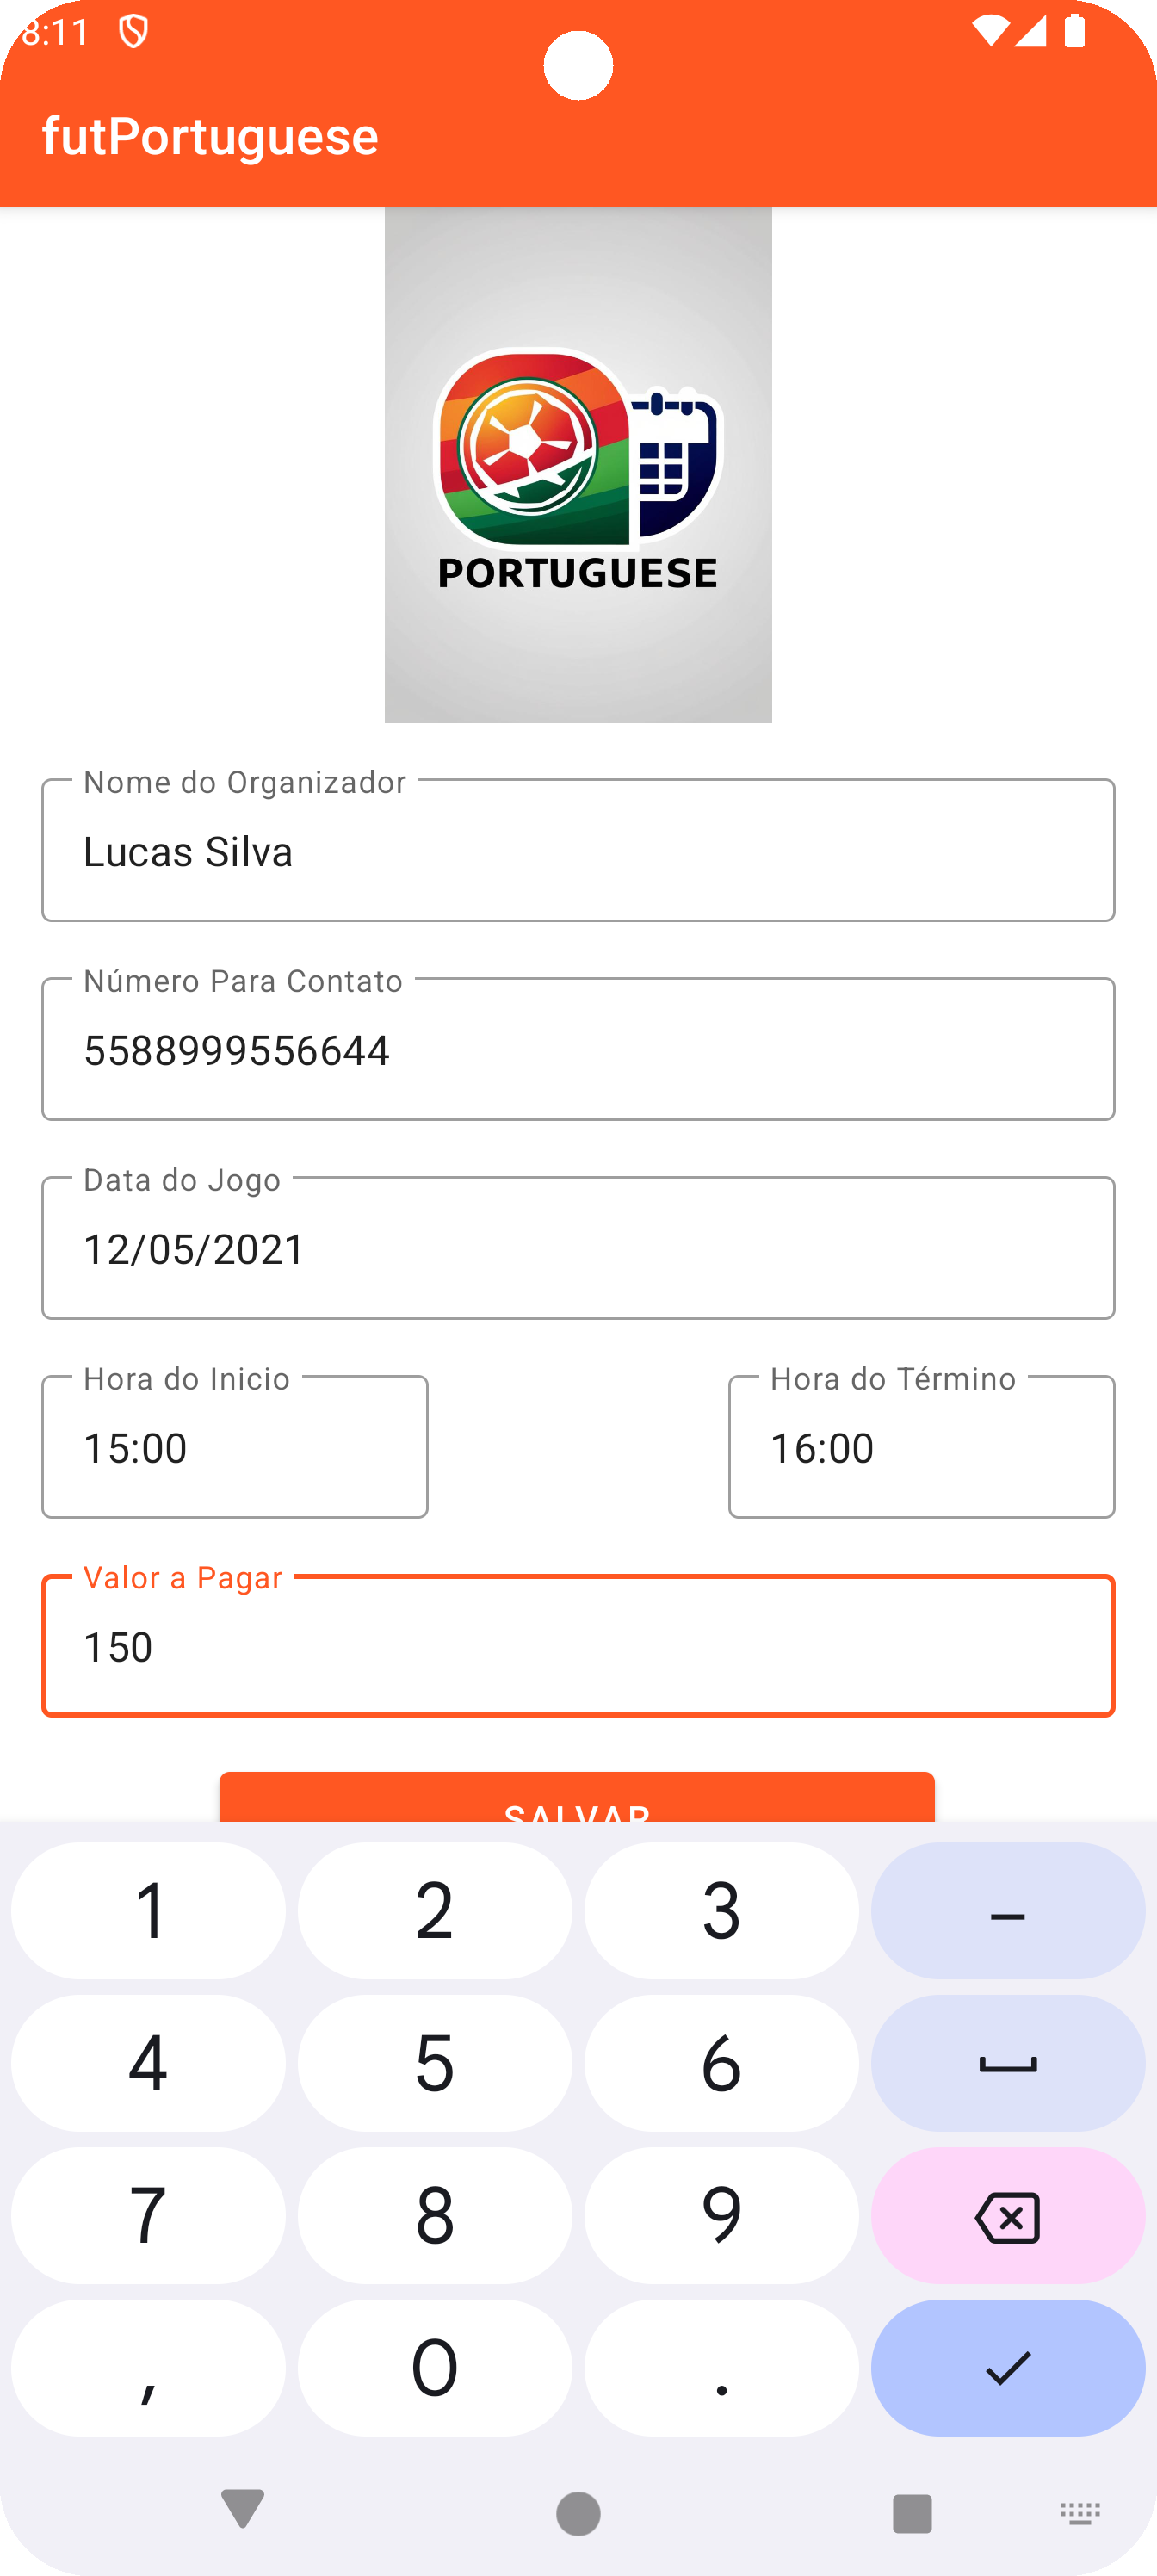 8:11
futPortuguese
PORTUGUESE
Nome do Organizador
Lucas Silva
Número Para Contato
5588999556644
Data do Jogo
12/05/2021
Hora do Inicio
Hora do Término
15:00
16:00
Valor a Pagar
150
SALVAR
1 2 3 –
4 5 6
7 8 9
, 0 .